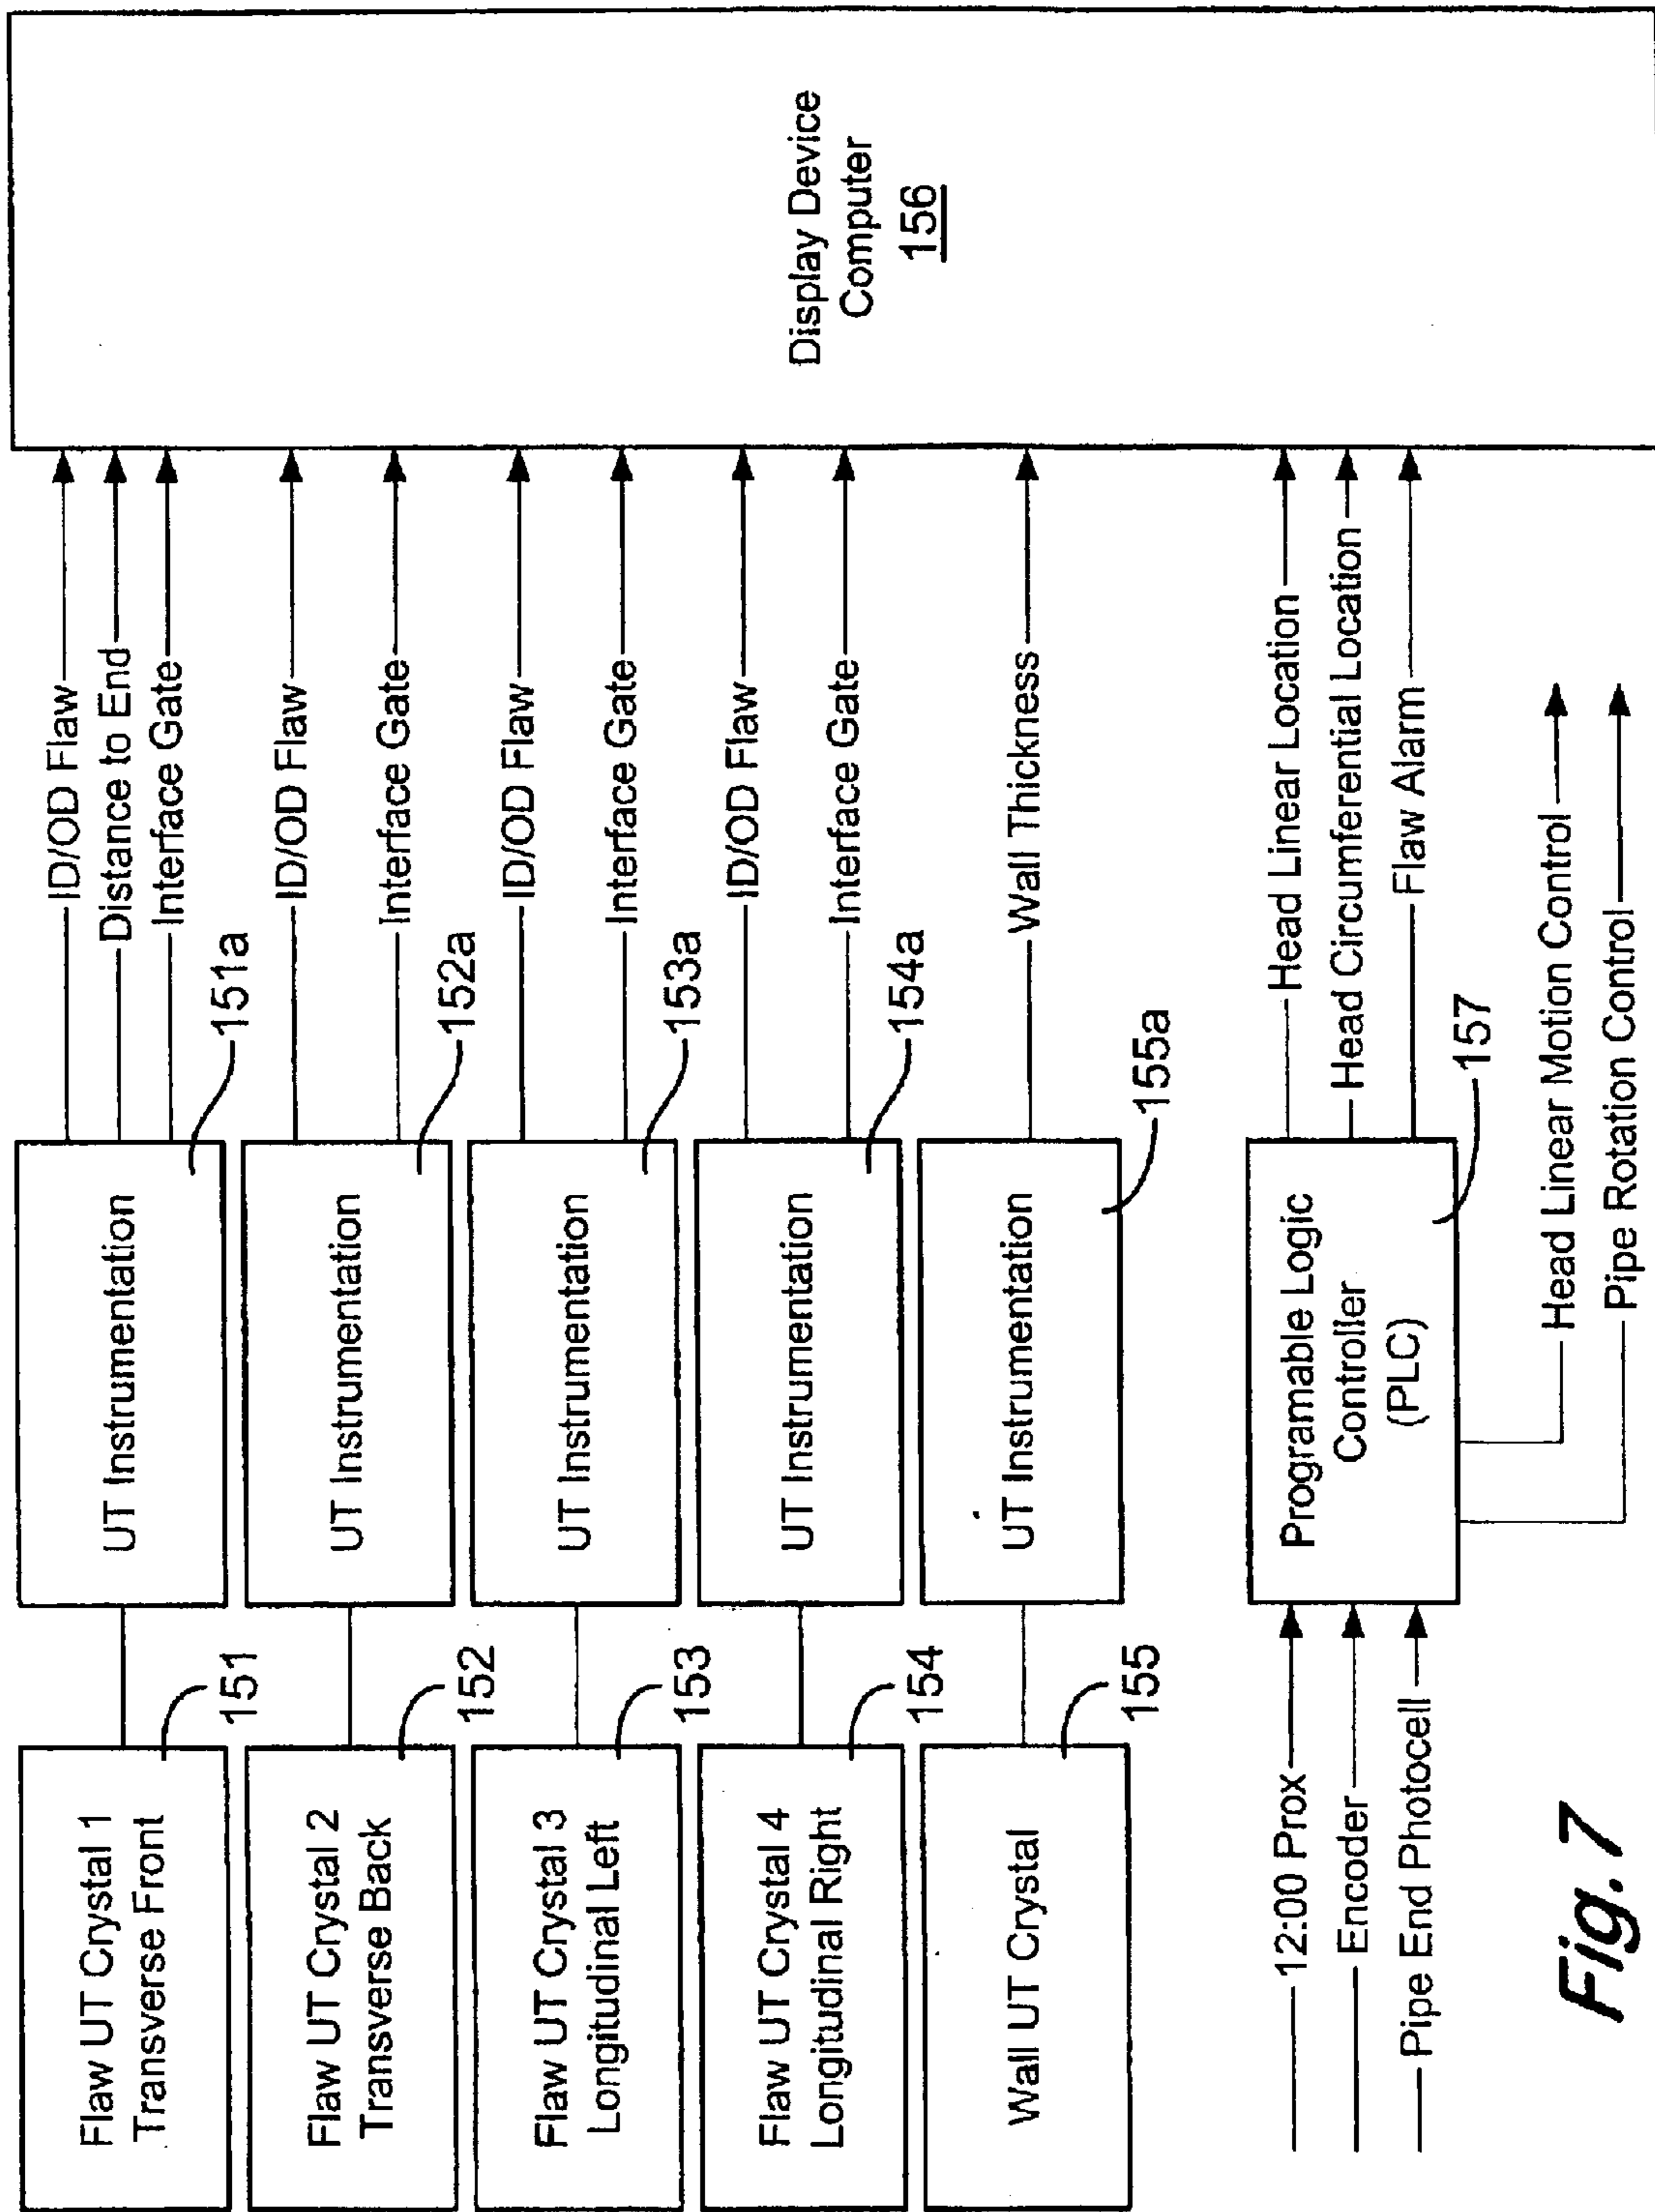 Flaw UT Crystal 1
Transverse Front
151
UT Instrumentation
151a
ID/OD Flaw
Distance to End
Interface Gate
Flaw UT Crystal 2
Transverse Back
152
UT Instrumentation
152a
ID/OD Flaw
Interface Gate
Flaw UT Crystal 3
Longitudinal Left
153
UT Instrumentation
153a
ID/OD Flaw
Interface Gate
Flaw UT Crystal 4
Longitudinal Right
154
UT Instrumentation
154a
ID/OD Flaw
Interface Gate
Wall UT Crystal
155
UT Instrumentation
155a
Wall Thickness
Display Device
Computer
156
12:00 Prox
Encoder
Pipe End Photocell
Programable Logic
Controller
(PLC)
157
Head Linear Location
Head Circumferential Location
Flaw Alarm
Head Linear Motion Control
Pipe Rotation Control
Fig. 7